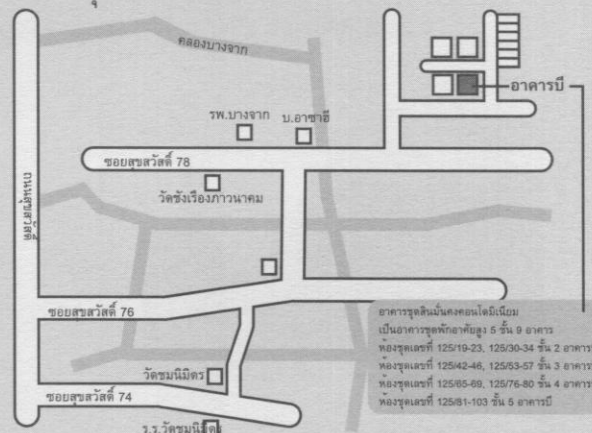 คลองบางจาก
อาคารบี
รพ.บางจาก
บ.อาซาฮี
ซอยสุขสวัสดิ์ 78
วัดชังเรืองภาวนาคม
ถนนสุขสวัสดิ์
ซอยสุขสวัสดิ์ 76
อาคารชุดสินมั่นคงคอนโดมิเนียม
เป็นอาคารชุดพักอาศัยสูง 5 ชั้น 9 อาคาร
ห้องชุดเลขที่ 125/19-23, 125/30-34 ชั้น 2 อาคาร
ห้องชุดเลขที่ 125/42-46, 125/53-57 ชั้น 3 อาคาร
ห้องชุดเลขที่ 125/65-69, 125/76-80 ชั้น 4 อาคาร
ห้องชุดเลขที่ 125/81-103 ชั้น 5 อาคารบี
วัดชมนิมิตร
ซอยสุขสวัสดิ์ 74
ร.ร.วัดชมนิมิตร